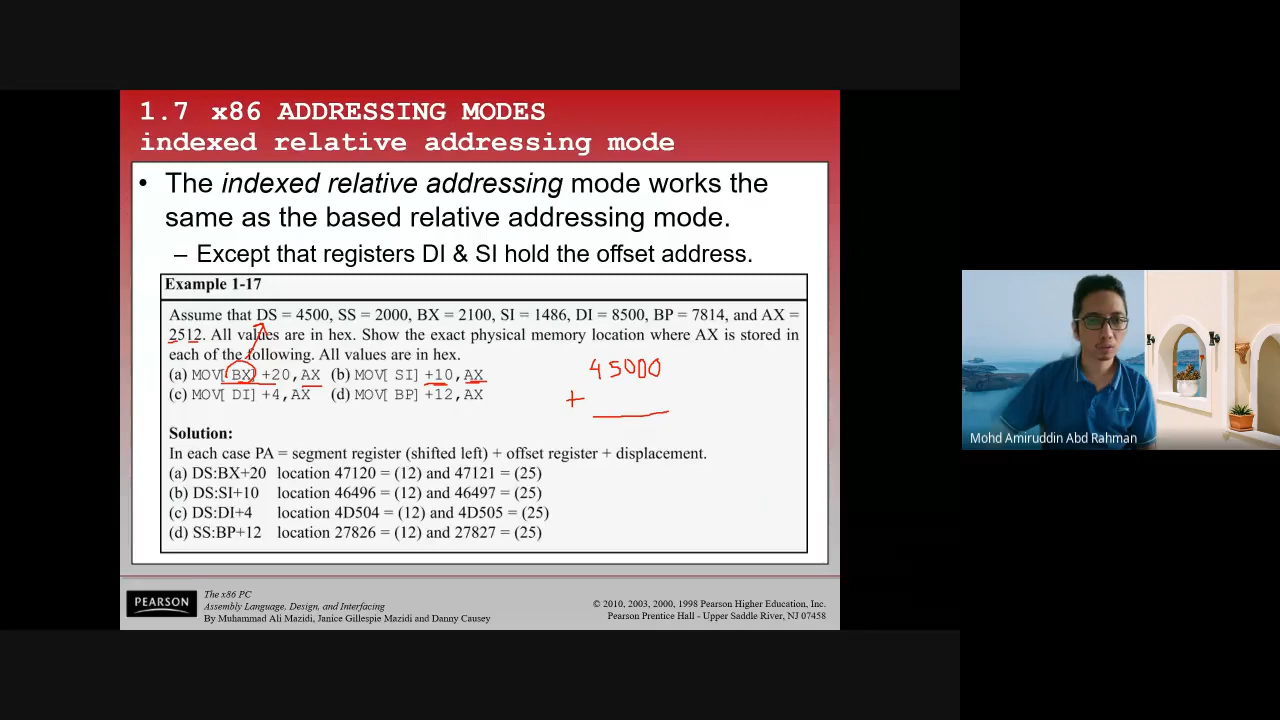 1.7 x86 ADDRESSING MODES
indexed relative addressing mode
• The indexed relative addressing mode works the
same as the based relative addressing mode.
– Except that registers DI & SI hold the offset address.
Example 1-17
Assume that DS = 4500, SS = 2000, BX = 2100, SI = 1486, DI = 8500, BP = 7814, and AX =
2512. All values are in hex. Show the exact physical memory location where AX is stored in
each of the following. All values are in hex.
(a) MOV[ BX] +20,AX (b) MOV[ SI] +10,AX
(c) MOV[ DI] +4,AX (d) MOV[ BP] +12,AX
45000
+
Solution:
In each case PA = segment register (shifted left) + offset register + displacement.
(a) DS:BX+20 location 47120 = (12) and 47121 = (25)
(b) DS:SI+10 location 46496 = (12) and 46497 = (25)
(c) DS:DI+4 location 4D504 = (12) and 4D505 = (25)
(d) SS:BP+12 location 27826 = (12) and 27827 = (25)
PEARSON
The x86 PC
Assembly Language, Design, and Interfacing
By Muhammad Ali Mazidi, Janice Gillespie Mazidi and Danny Causey
© 2010, 2003, 2000, 1998 Pearson Higher Education, Inc.
Pearson Prentice Hall - Upper Saddle River, NJ 07458
Mohd Amiruddin Abd Rahman